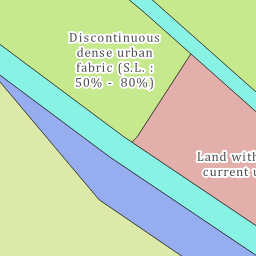 Discontinuous
dense urban
fabric (S.L. :
50% - 80%)
Land with
current u